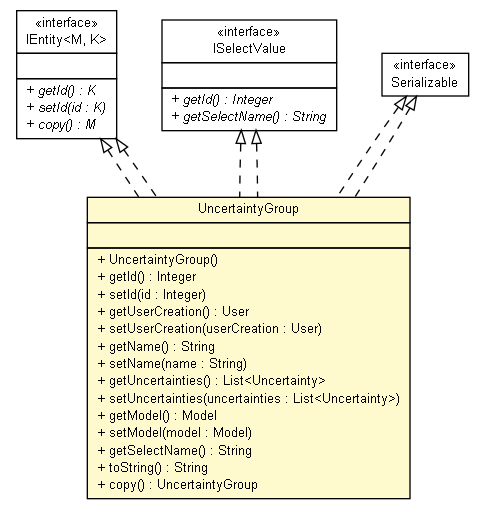 «interface»
IEntity<M, K>
+ getId() : K
+ setId(id : K)
+ copy() : M
«interface»
ISelectValue
+ getId() : Integer
+ getSelectName() : String
«interface»
Serializable
UncertaintyGroup
+ UncertaintyGroup()
+ getId() : Integer
+ setId(id : Integer)
+ getUserCreation() : User
+ setUserCreation(userCreation : User)
+ getName() : String
+ setName(name : String)
+ getUncertainties() : List<Uncertainty>
+ setUncertainties(uncertainties : List<Uncertainty>)
+ getModel() : Model
+ setModel(model : Model)
+ getSelectName() : String
+ toString() : String
+ copy() : UncertaintyGroup